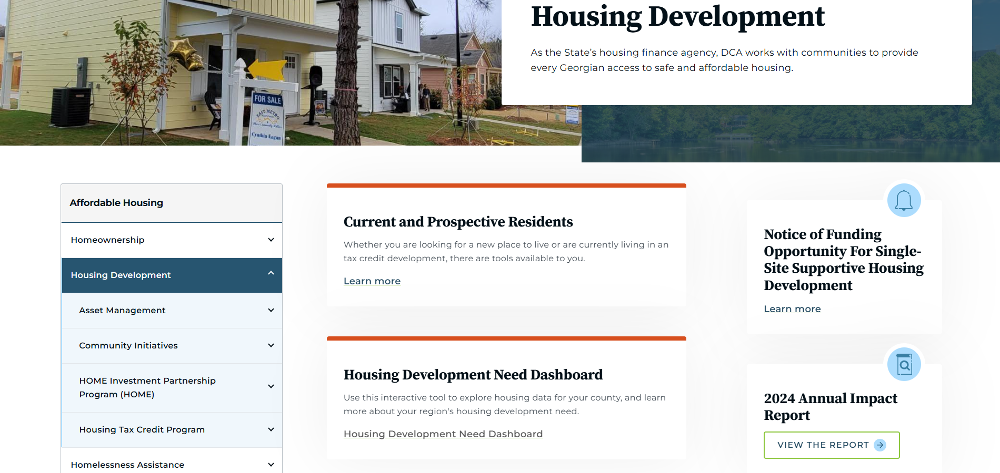 Housing Development
As the State’s housing finance agency, DCA works with communities to provide
every Georgian access to safe and affordable housing.
FOR SALE
EAST METRO
Cynthia Eagan
Affordable Housing
Homeownership
Housing Development
Asset Management
Community Initiatives
HOME Investment Partnership
Program (HOME)
Housing Tax Credit Program
Homelessness Assistance
Current and Prospective Residents
Whether you are looking for a new place to live or are currently living in an
tax credit development, there are tools available to you.
Learn more
Housing Development Need Dashboard
Use this interactive tool to explore housing data for your county, and learn
more about your region's housing development need.
Housing Development Need Dashboard
Notice of Funding
Opportunity For Single-
Site Supportive Housing
Development
Learn more
2024 Annual Impact
Report
VIEW THE REPORT